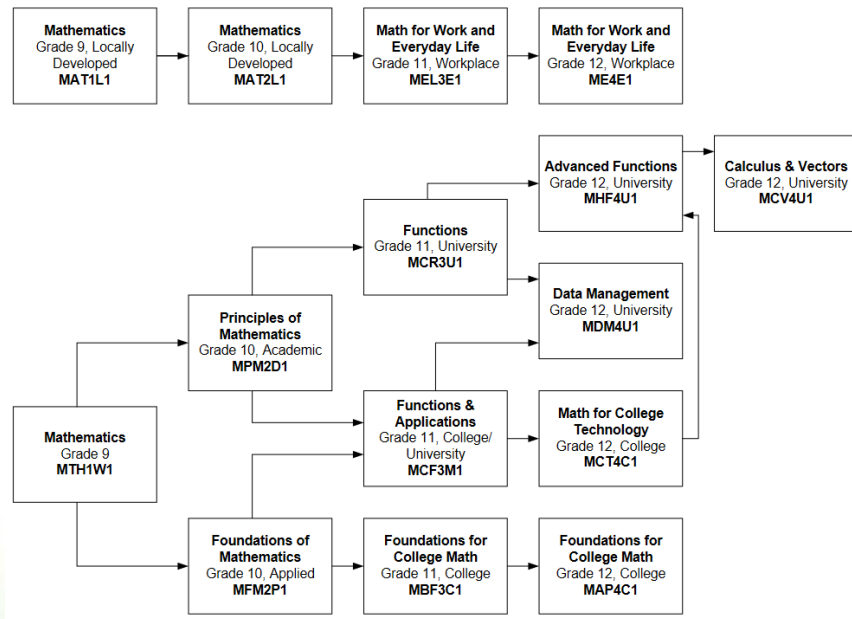 Mathematics
Grade 9, Locally
Developed
MAT1L1
Mathematics
Grade 10, Locally
Developed
MAT2L1
Math for Work and
Everyday Life
Grade 11, Workplace
MEL3E1
Math for Work and
Everyday Life
Grade 12, Workplace
ME4E1
Advanced Functions
Grade 12, University
MHF4U1
Calculus & Vectors
Grade 12, University
MCV4U1
Functions
Grade 11, University
MCR3U1
Data Management
Grade 12, University
MDM4U1
Principles of
Mathematics
Grade 10, Academic
MPM2D1
Mathematics
Grade 9
MTH1W1
Functions &
Applications
Grade 11, College/
University
MCF3M1
Math for College
Technology
Grade 12, College
MCT4C1
Foundations of
Mathematics
Grade 10, Applied
MFM2P1
Foundations for
College Math
Grade 11, College
MBF3C1
Foundations for
College Math
Grade 12, College
MAP4C1